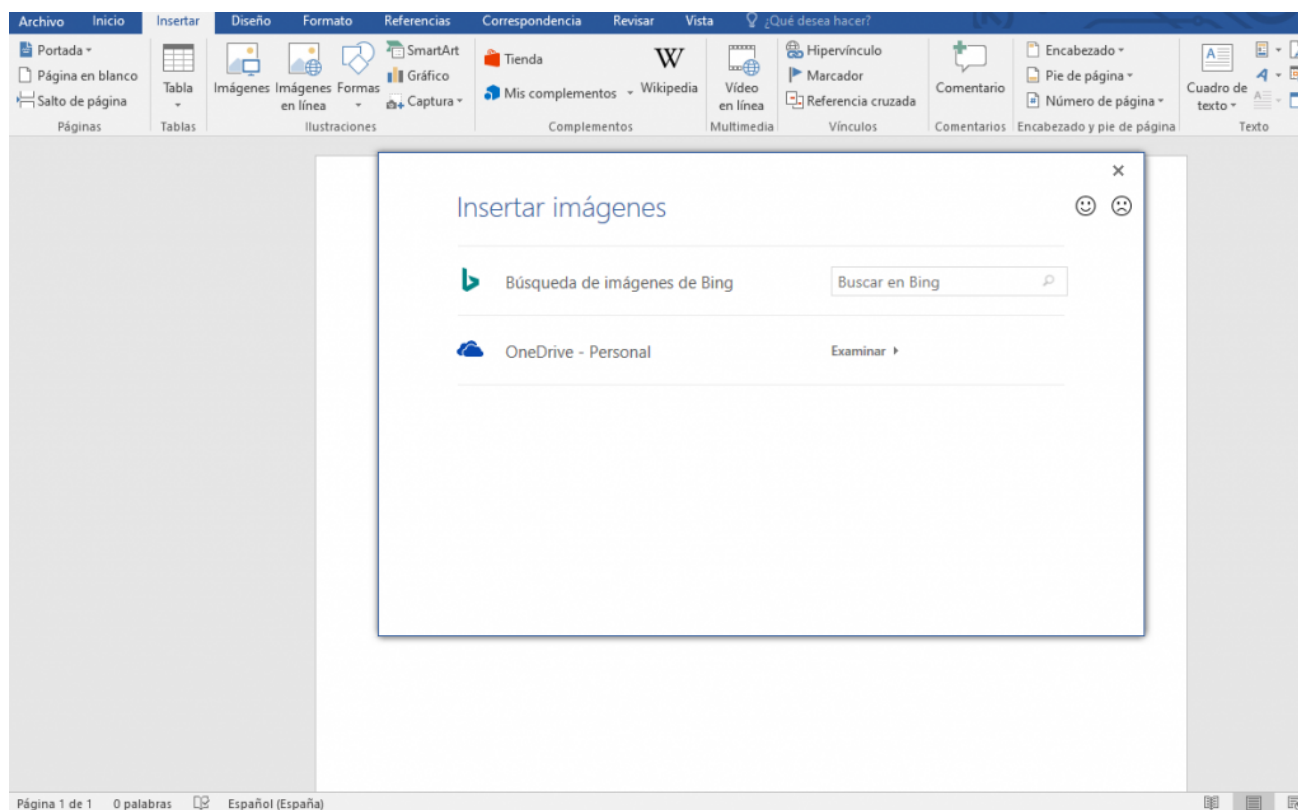 Archivo Inicio Insertar Diseño Formato Referencias Correspondencia Revisar Vista ¿Qué desea hacer?
Portada
Página en blanco
Salto de página
Páginas
Tabla
Tablas
Imágenes
Imágenes
en línea
Formas
SmartArt
Gráfico
Captura
Ilustraciones
Tienda
Mis complementos
W
Wikipedia
Complementos
Vídeo
en línea
Multimedia
Hipervínculo
Marcador
Referencia cruzada
Vínculos
Comentario
Comentarios
Encabezado
Pie de página
Número de página
Encabezado y pie de página
Cuadro de
texto
Texto
Insertar imágenes
Búsqueda de imágenes de Bing
Buscar en Bing
OneDrive - Personal
Examinar
Página 1 de 1 0 palabras Español (España)